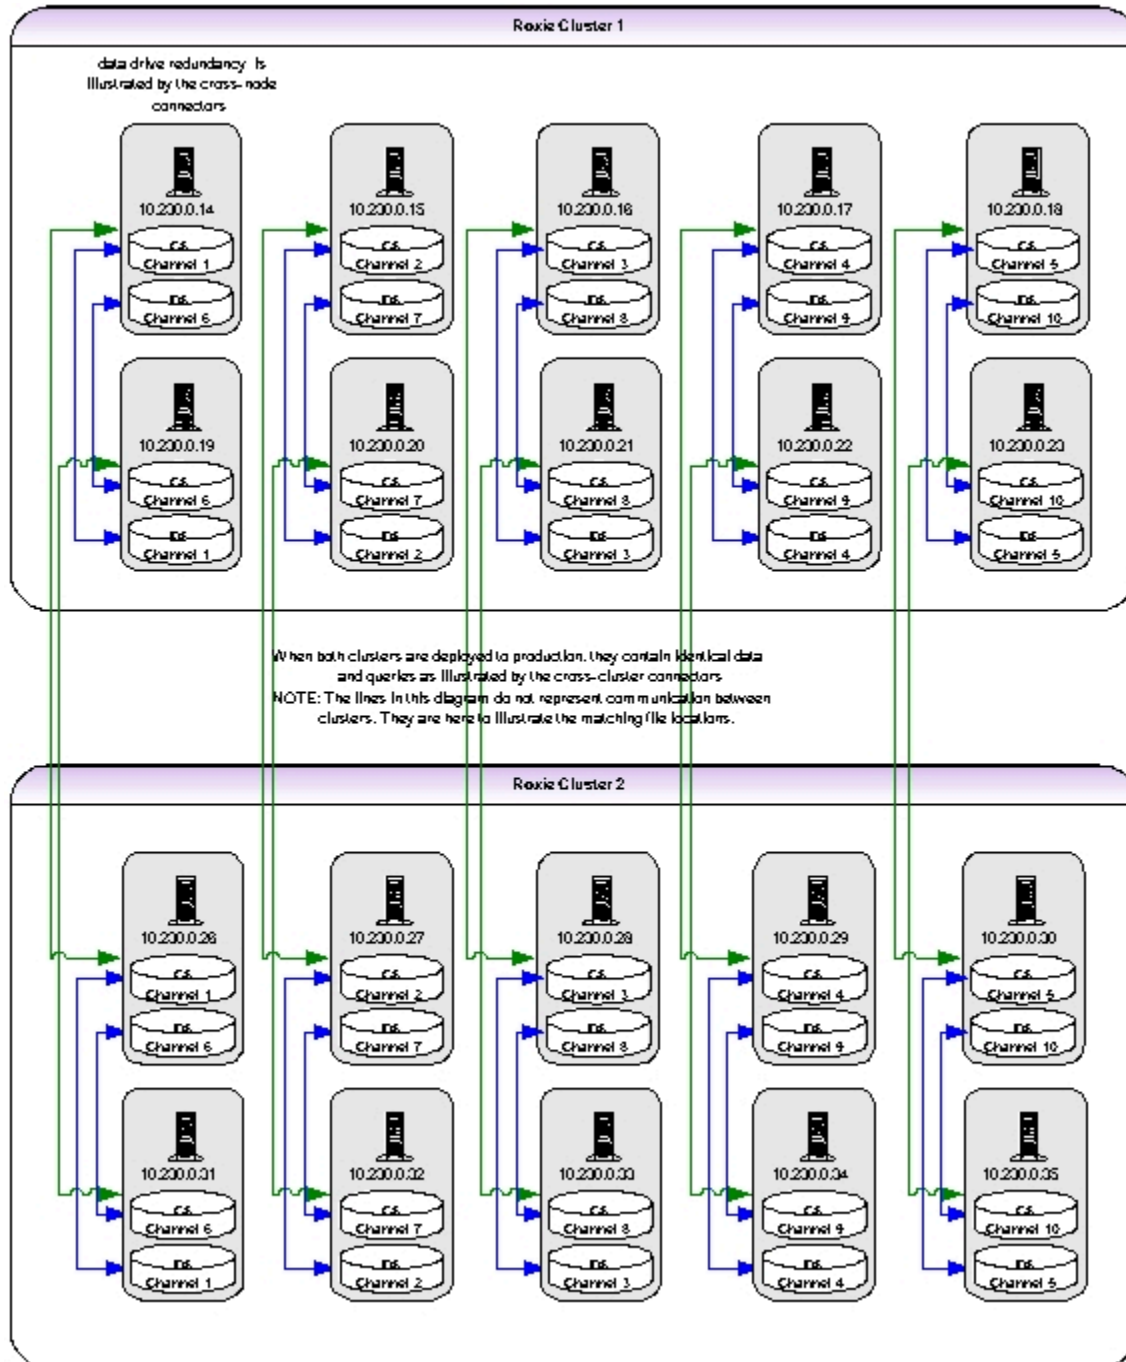 Roxie Cluster 1
data drive redundancy is
illustrated by the cross-node
connectors
10.230.0.14
10.230.0.15
10.230.0.16
10.230.0.17
10.230.0.18
C$
Channel 1
C$
Channel 2
C$
Channel 3
C$
Channel 4
C$
Channel 5
D$
Channel 6
D$
Channel 7
D$
Channel 8
D$
Channel 9
D$
Channel 10
10.230.0.19
10.230.0.20
10.230.0.21
10.230.0.22
10.230.0.23
C$
Channel 6
C$
Channel 7
C$
Channel 8
C$
Channel 9
C$
Channel 10
D$
Channel 1
D$
Channel 2
D$
Channel 3
D$
Channel 4
D$
Channel 5
When both clusters are deployed to production, they contain identical data
and queries as illustrated by the cross-cluster connectors
NOTE: The lines in this diagram do not represent communication between
clusters. They are here to illustrate the matching file locations.
Roxie Cluster 2
10.230.0.26
10.230.0.27
10.230.0.28
10.230.0.29
10.230.0.30
C$
Channel 1
C$
Channel 2
C$
Channel 3
C$
Channel 4
C$
Channel 5
D$
Channel 6
D$
Channel 7
D$
Channel 8
D$
Channel 9
D$
Channel 10
10.230.0.31
10.230.0.32
10.230.0.33
10.230.0.34
10.230.0.35
C$
Channel 6
C$
Channel 7
C$
Channel 8
C$
Channel 9
C$
Channel 10
D$
Channel 1
D$
Channel 2
D$
Channel 3
D$
Channel 4
D$
Channel 5